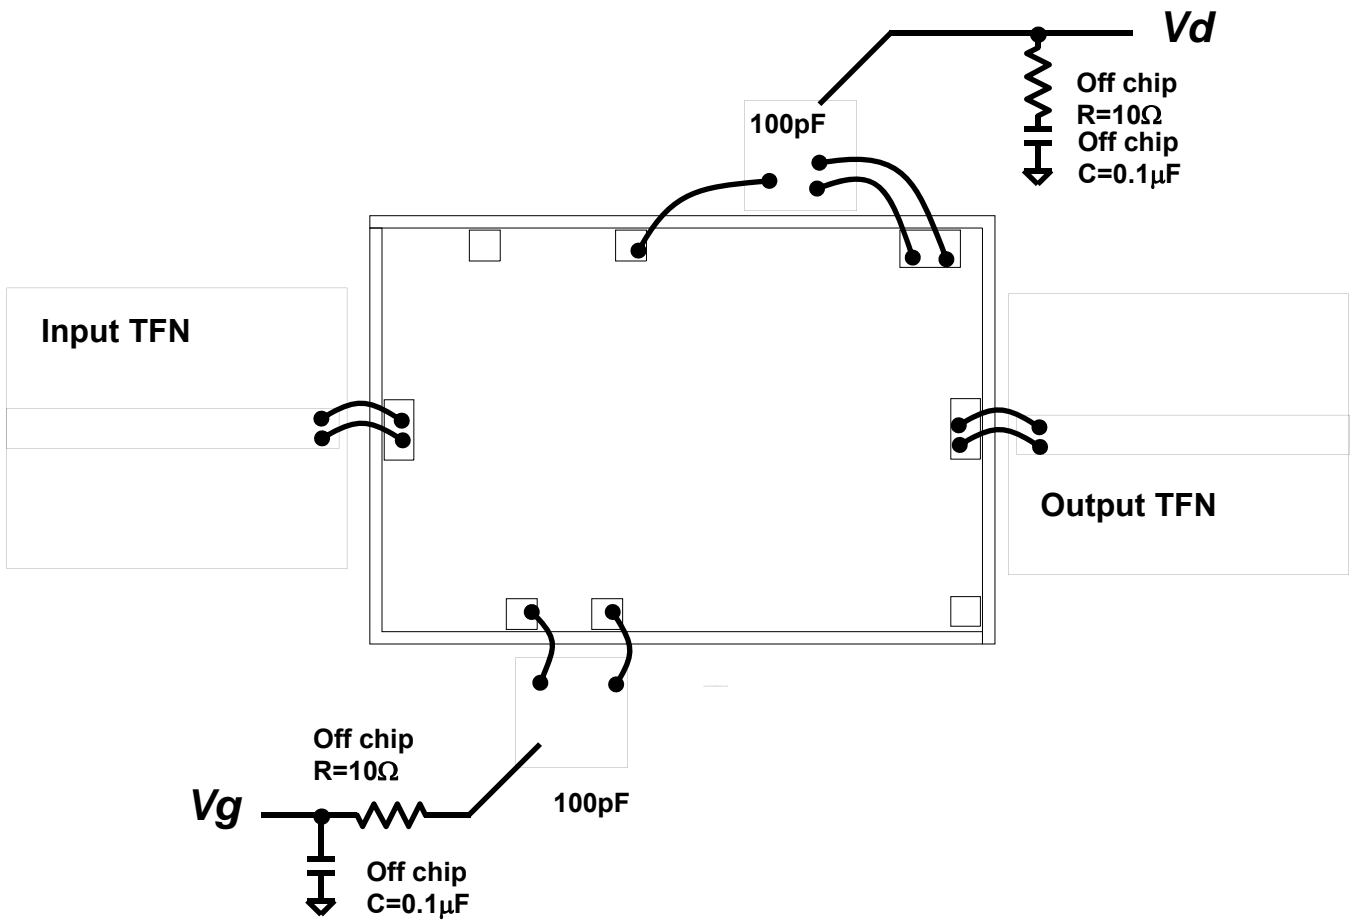 Vd
Off chip
R=10Ω
Off chip
C=0.1μF
100pF
Input TFN
Output TFN
Off chip
R=10Ω
Vg
100pF
Off chip
C=0.1μF